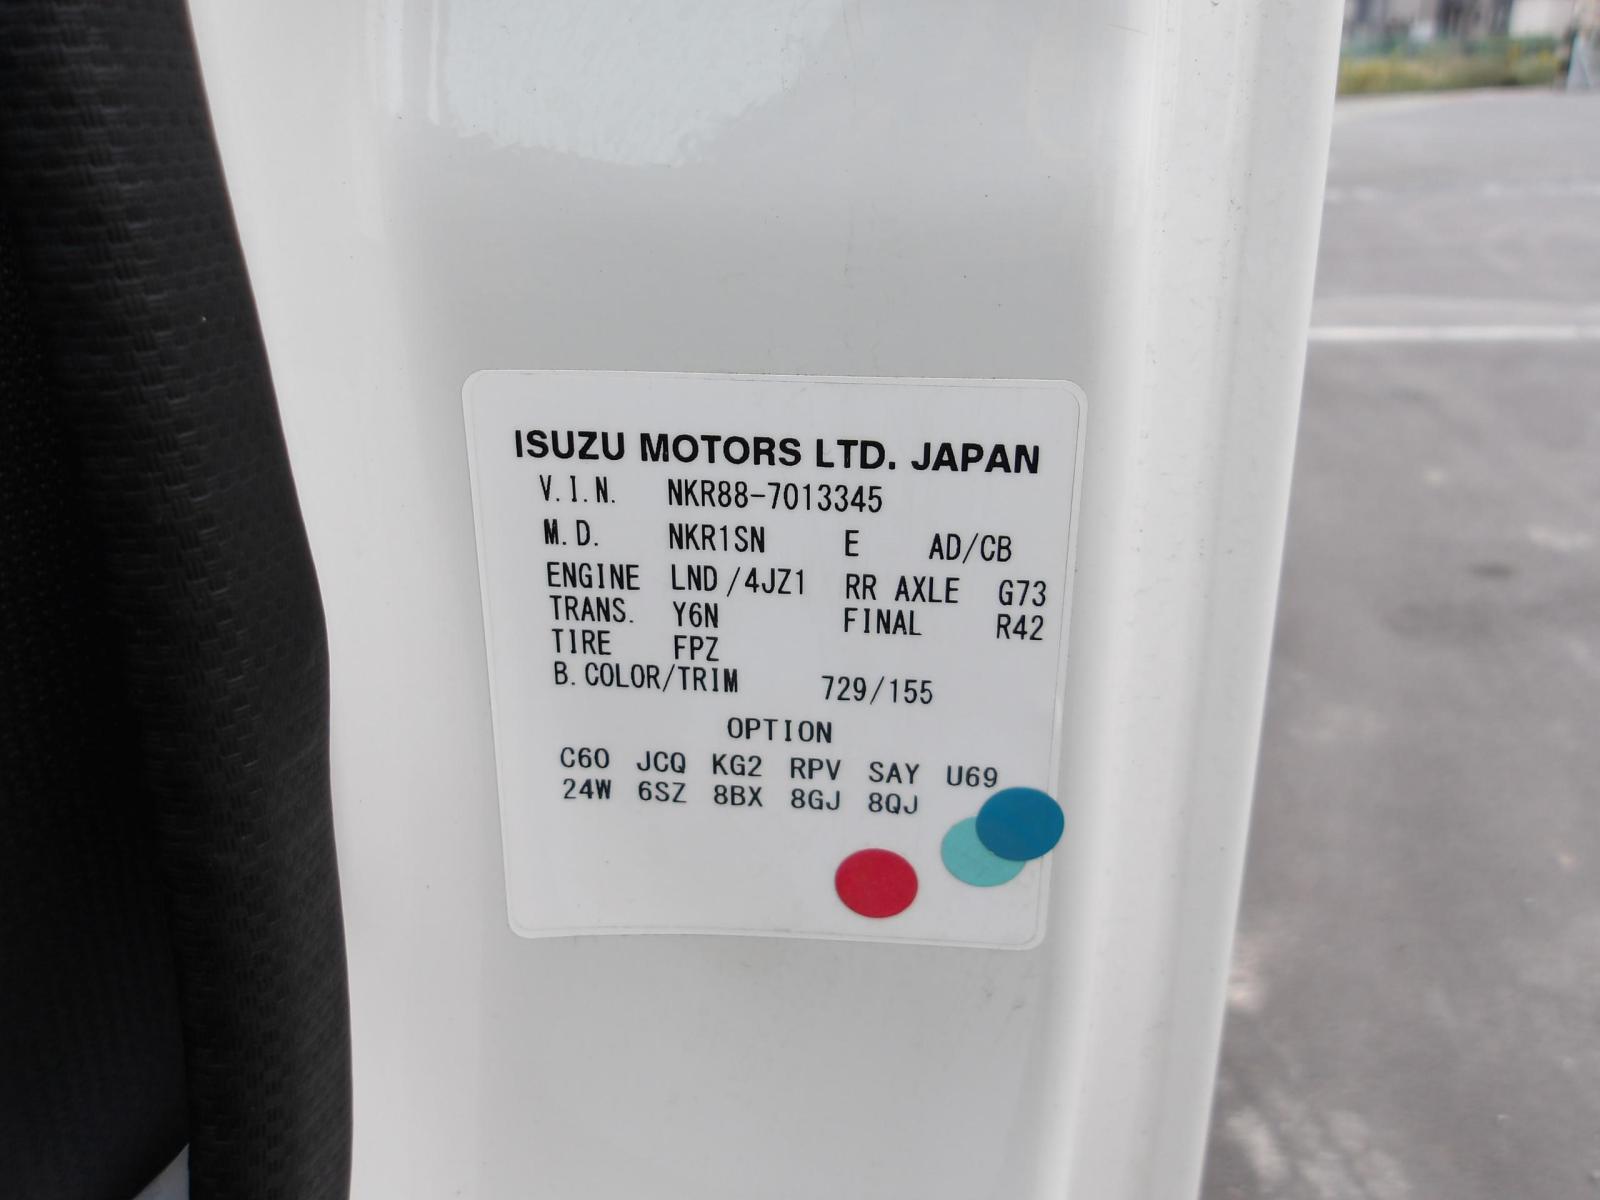 ISUZU MOTORS LTD. JAPAN
V.I.N. NKR88-7013345
M.D. NKR1SN E AD/CB
ENGINE LND /4JZ1 RR AXLE G73
TRANS. Y6N FINAL R42
TIRE FPZ
B.COLOR/TRIM 729/155
OPTION
C60 JCQ KG2 RPV SAY U69
24W 6SZ 8BX 8GJ 8QJ